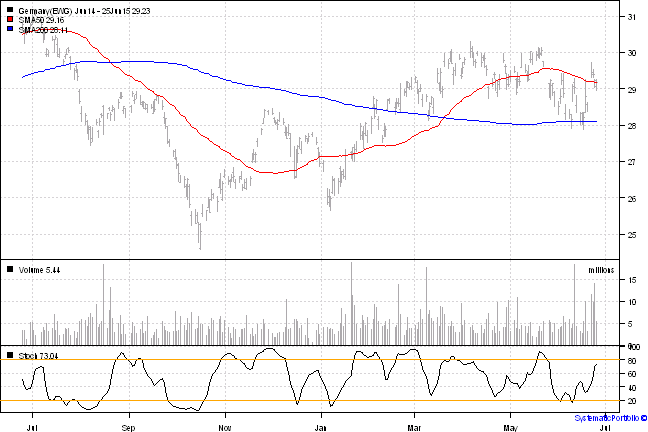 Germany(EWG) Jun14 - 25Jun15 29.23
SMA50 29.16
SMA200 28.11
31
30
29
28
27
26
25
Volume 5.44
millions
15
10
5
Stoch 73.04
100
80
60
40
20
Jul Sep Nov Jan Mar May Jul
SystematicPortfolio ©